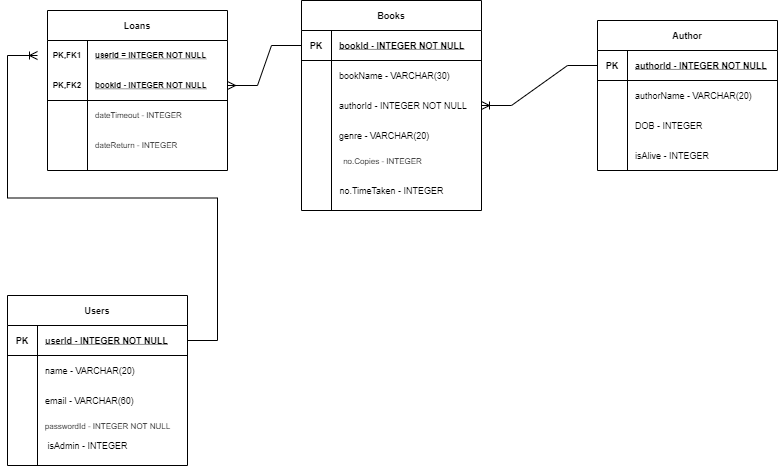 Loans
PK,FK1 userId = INTEGER NOT NULL
PK,FK2 bookId - INTEGER NOT NULL
dateTimeout - INTEGER
dateReturn - INTEGER
Books
PK bookId - INTEGER NOT NULL
bookName - VARCHAR(30)
authorId - INTEGER NOT NULL
genre - VARCHAR(20)
no.Copies - INTEGER
no.TimeTaken - INTEGER
Author
PK authorId - INTEGER NOT NULL
authorName - VARCHAR(20)
DOB - INTEGER
isAlive - INTEGER
Users
PK userId - INTEGER NOT NULL
name - VARCHAR(20)
email - VARCHAR(60)
passwordId - INTEGER NOT NULL
isAdmin - INTEGER